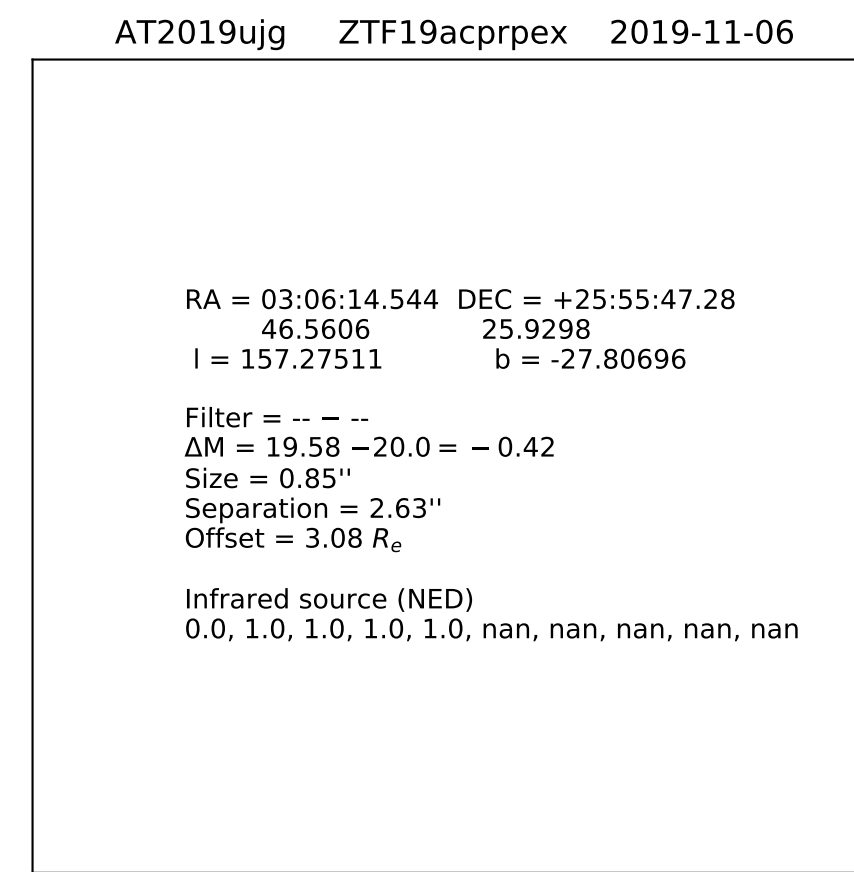 AT2019ujg ZTF19acprpex 2019-11-06
RA = 03:06:14.544 DEC = +25:55:47.28
46.5606 25.9298
l = 157.27511 b = -27.80696
Filter = -- − --
ΔM = 19.58 −20.0 = − 0.42
Size = 0.85''
Separation = 2.63''
Offset = 3.08 Rₑ
Infrared source (NED)
0.0, 1.0, 1.0, 1.0, 1.0, nan, nan, nan, nan, nan